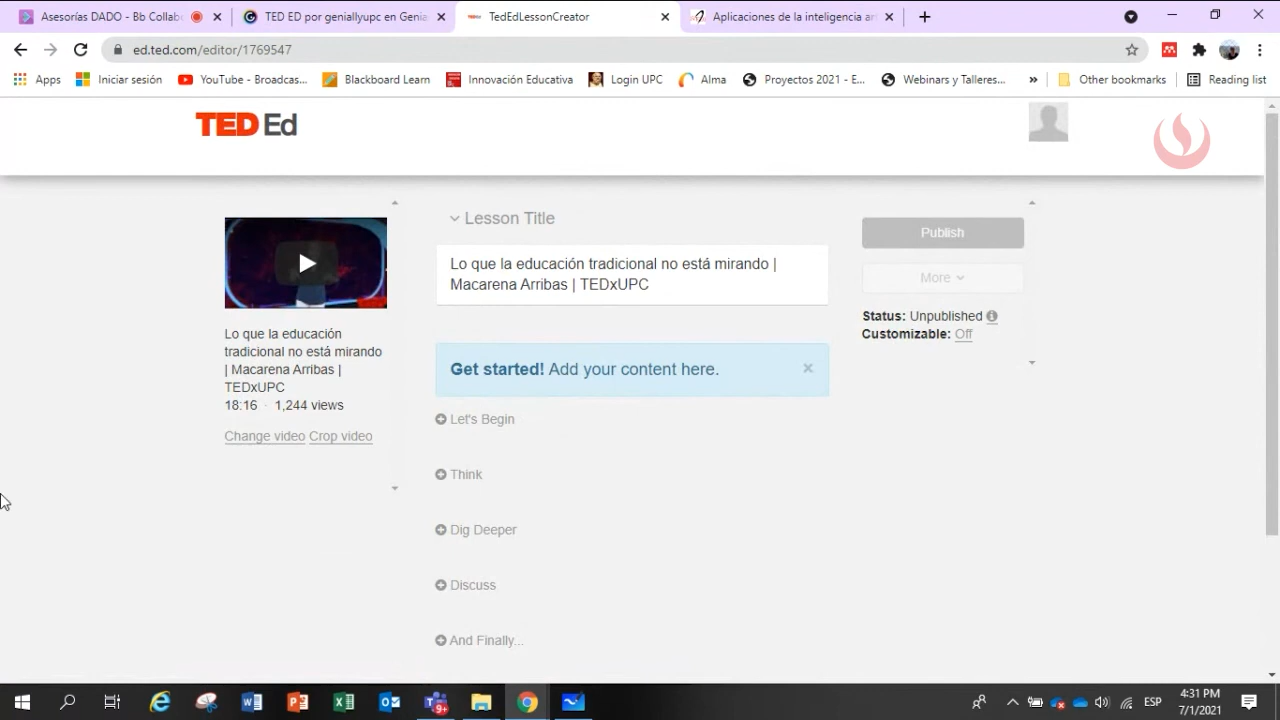 Asesorías DADO - Bb Collabo
TED ED por geniallyupc en Genia
TedEdLessonCreator
Aplicaciones de la inteligencia ar
ed.ted.com/editor/1769547
Apps
Iniciar sesión
YouTube - Broadcas...
Blackboard Learn
Innovación Educativa
Login UPC
Alma
Proyectos 2021 - E...
Webinars y Talleres...
»
Other bookmarks
Reading list
TED Ed
Lesson Title
Lo que la educación tradicional no está mirando |
Macarena Arribas | TEDxUPC
Get started! Add your content here.
Let's Begin
Think
Dig Deeper
Discuss
And Finally...
Lo que la educación
tradicional no está mirando
| Macarena Arribas |
TEDxUPC
18:16 · 1,244 views
Change video Crop video
Publish
More
Status: Unpublished
Customizable: Off
9+
ESP
4:31 PM
7/1/2021